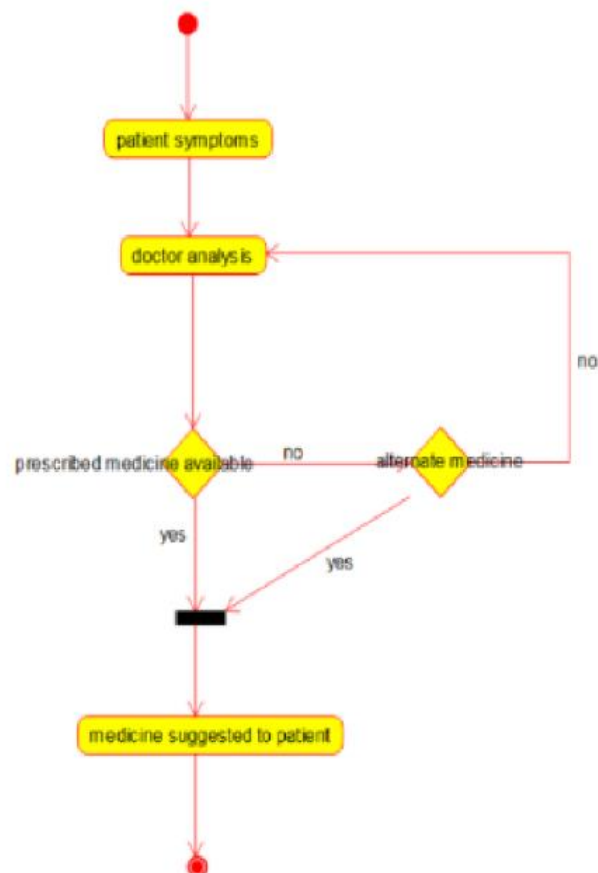 patient symptoms
doctor analysis
no
prescribed medicine available
no
alternate medicine
yes
yes
medicine suggested to patient